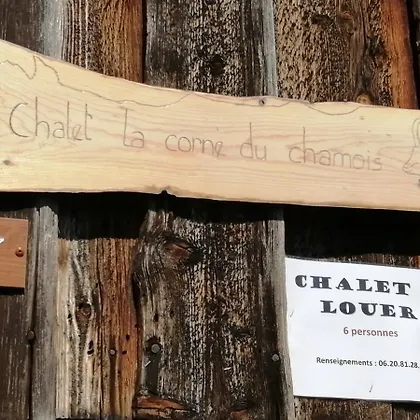 Chalet la corne du chamois
CHALET
LOUER
6 personnes
Renseignements : 06.20.81.28.